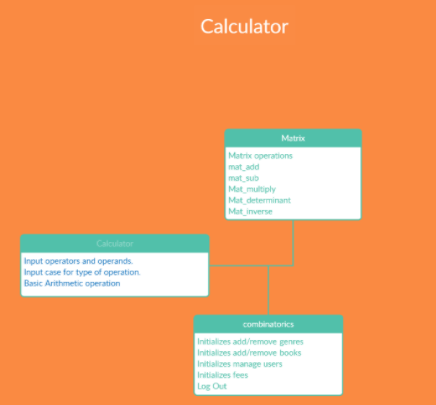 Calculator
Matrix
Matrix operations
mat_add
mat_sub
Mat_multiply
Mat_determinant
Mat_inverse
Calculator
Input operators and operands.
Input case for type of operation.
Basic Arithmetic operation
combinatorics
Initializes add/remove genres
Initializes add/remove books
Initializes manage users
Initializes fees
Log Out